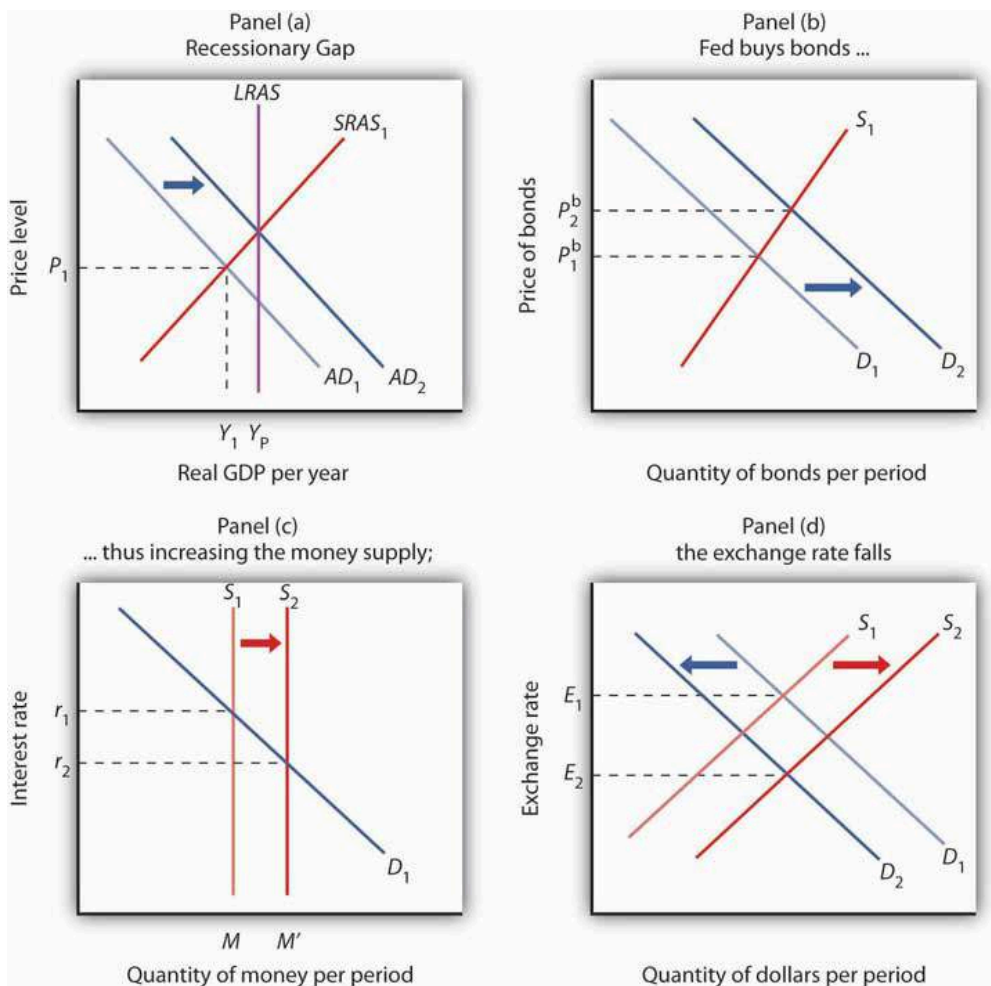 Panel (a)
Recessionary Gap
LRAS
SRAS₁
Price level
P₁
AD₁
AD₂
Y₁
Yₚ
Real GDP per year
Panel (b)
Fed buys bonds ...
S₁
Price of bonds
P₂ᵇ
P₁ᵇ
D₁
D₂
Quantity of bonds per period
Panel (c)
... thus increasing the money supply;
S₁
S₂
Interest rate
r₁
r₂
D₁
M
M′
Quantity of money per period
Panel (d)
the exchange rate falls
S₁
S₂
Exchange rate
E₁
E₂
D₁
D₂
Quantity of dollars per period